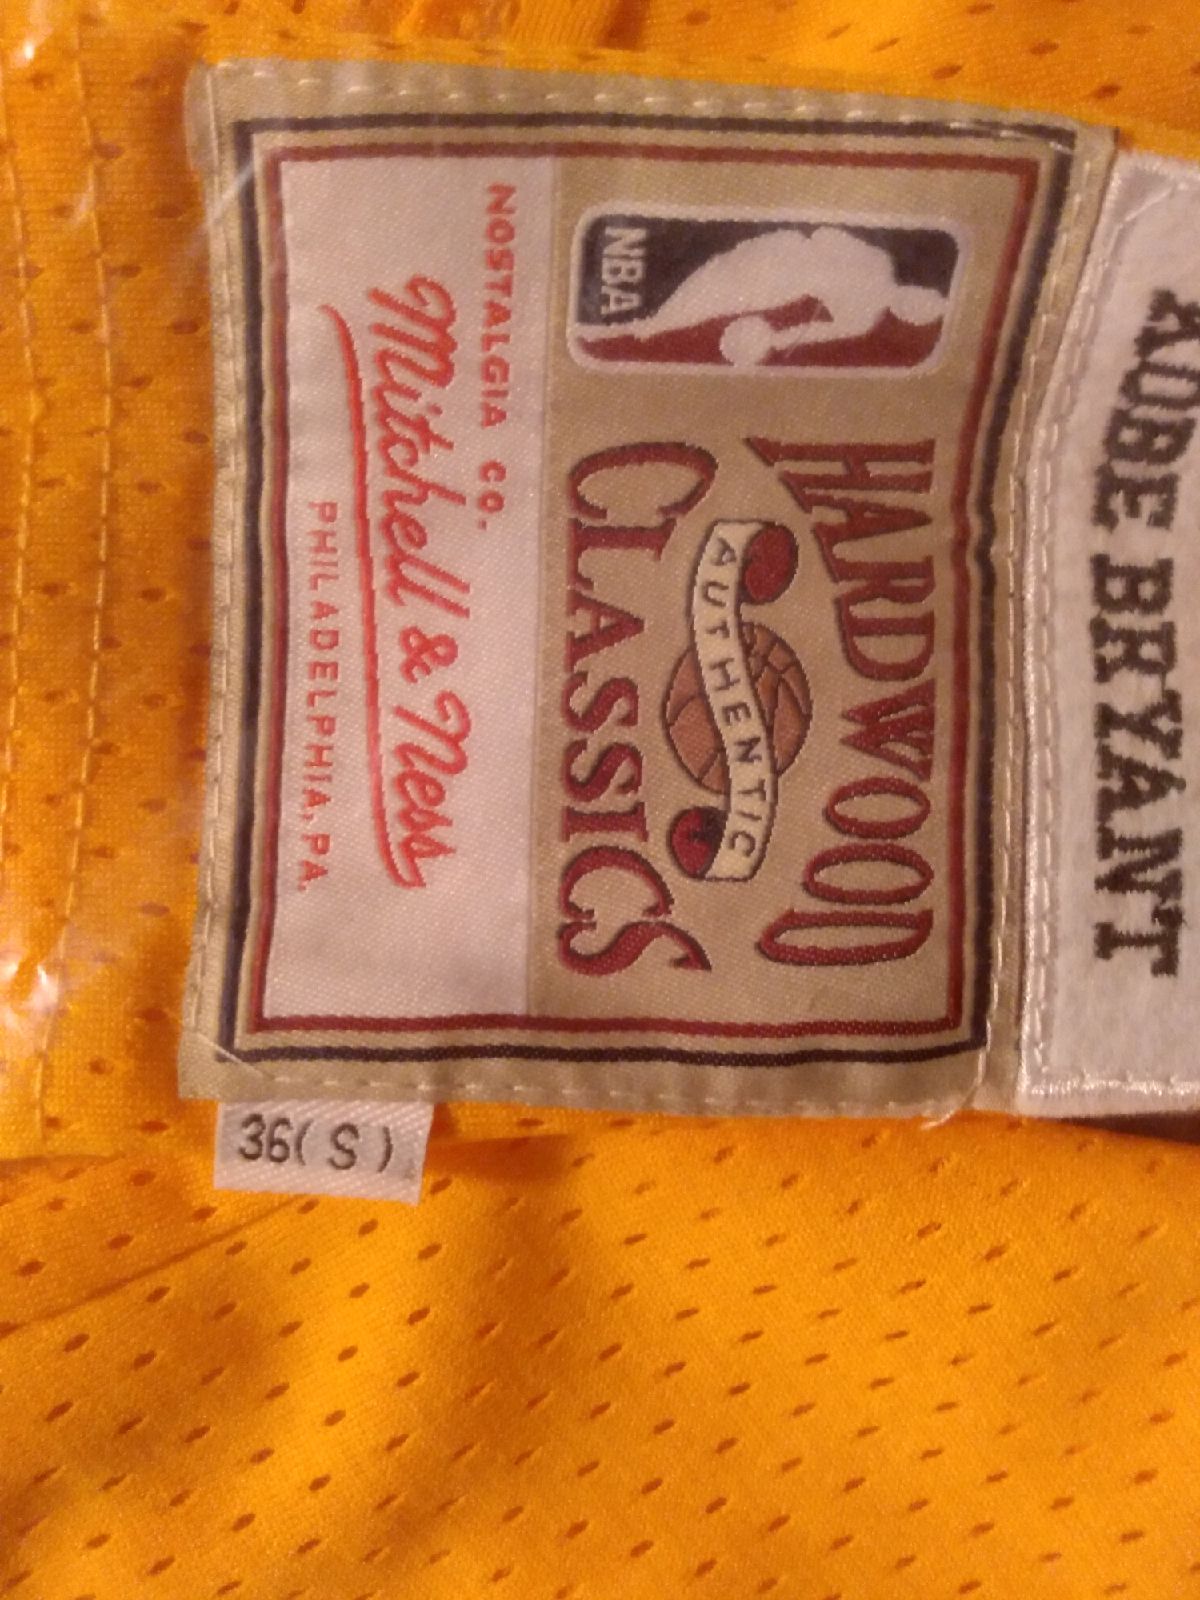 KOBE BRYANT
NBA
HARDWOOD
AUTHENTIC
CLASSICS
NOSTALGIA CO.
Mitchell & Ness
PHILADELPHIA, PA.
36( S )